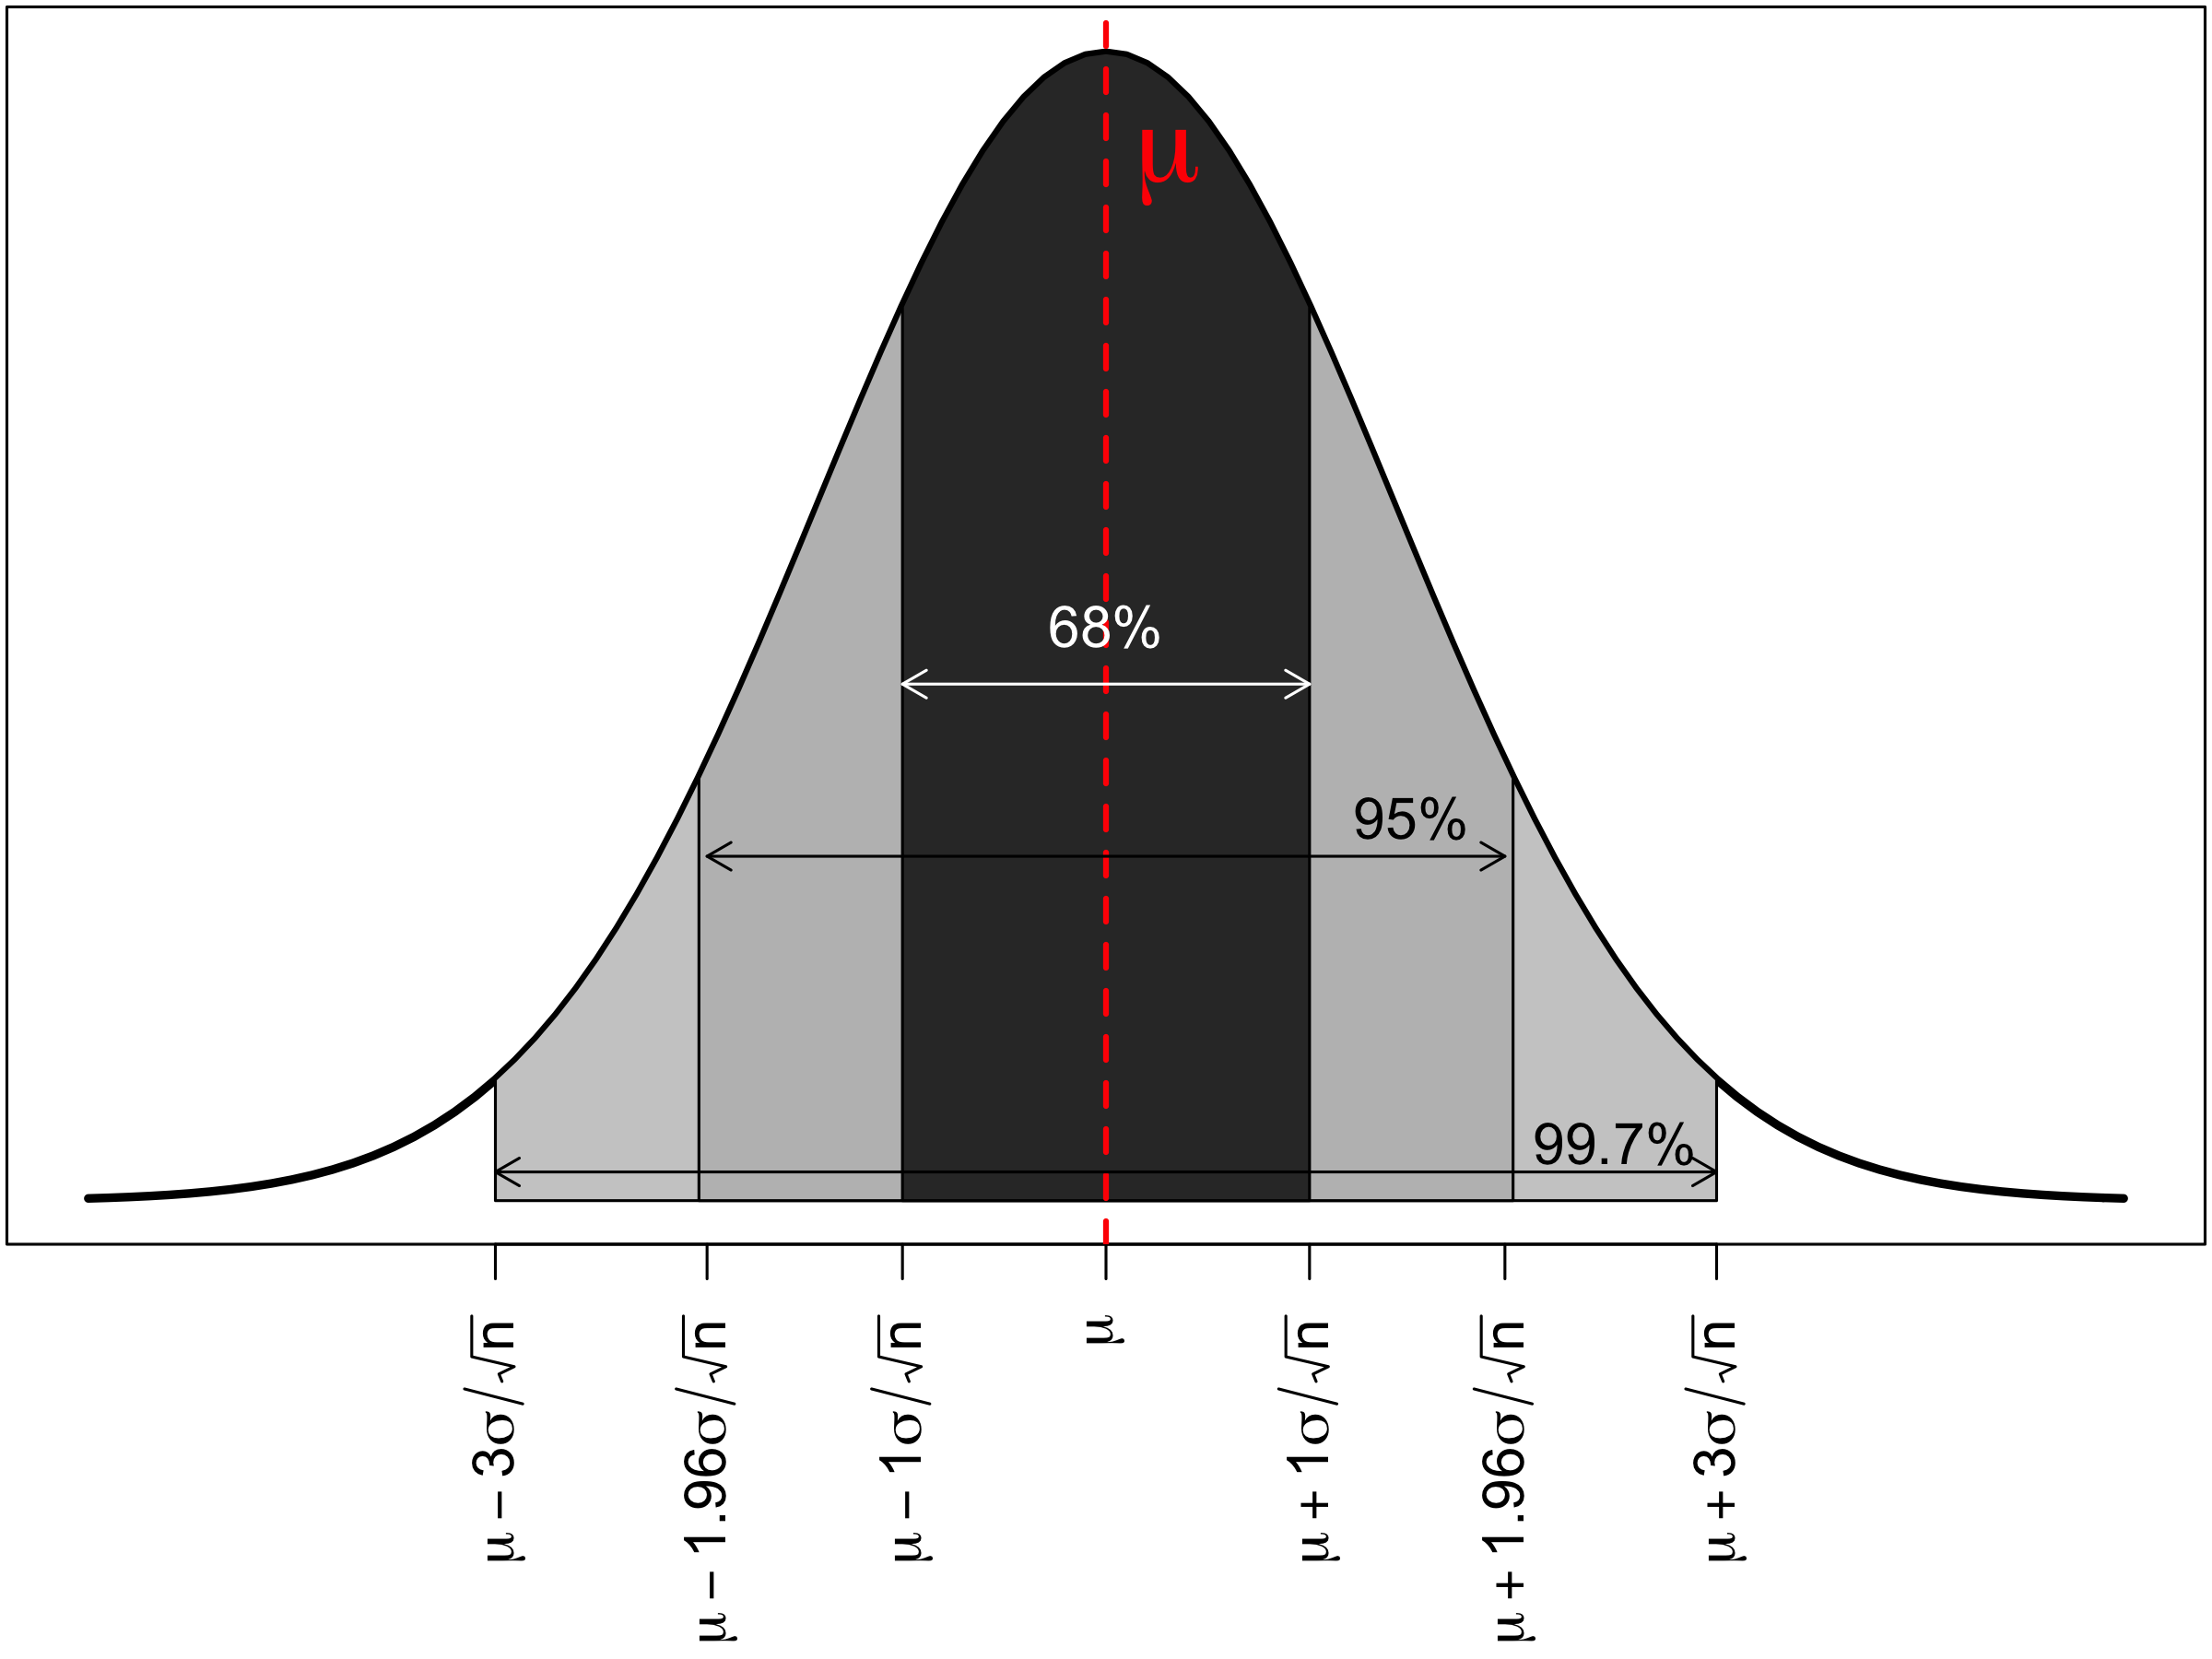 μ
68%
95%
99.7%
μ − 3σ/√n
μ − 1.96σ/√n
μ − 1σ/√n
μ
μ + 1σ/√n
μ + 1.96σ/√n
μ + 3σ/√n